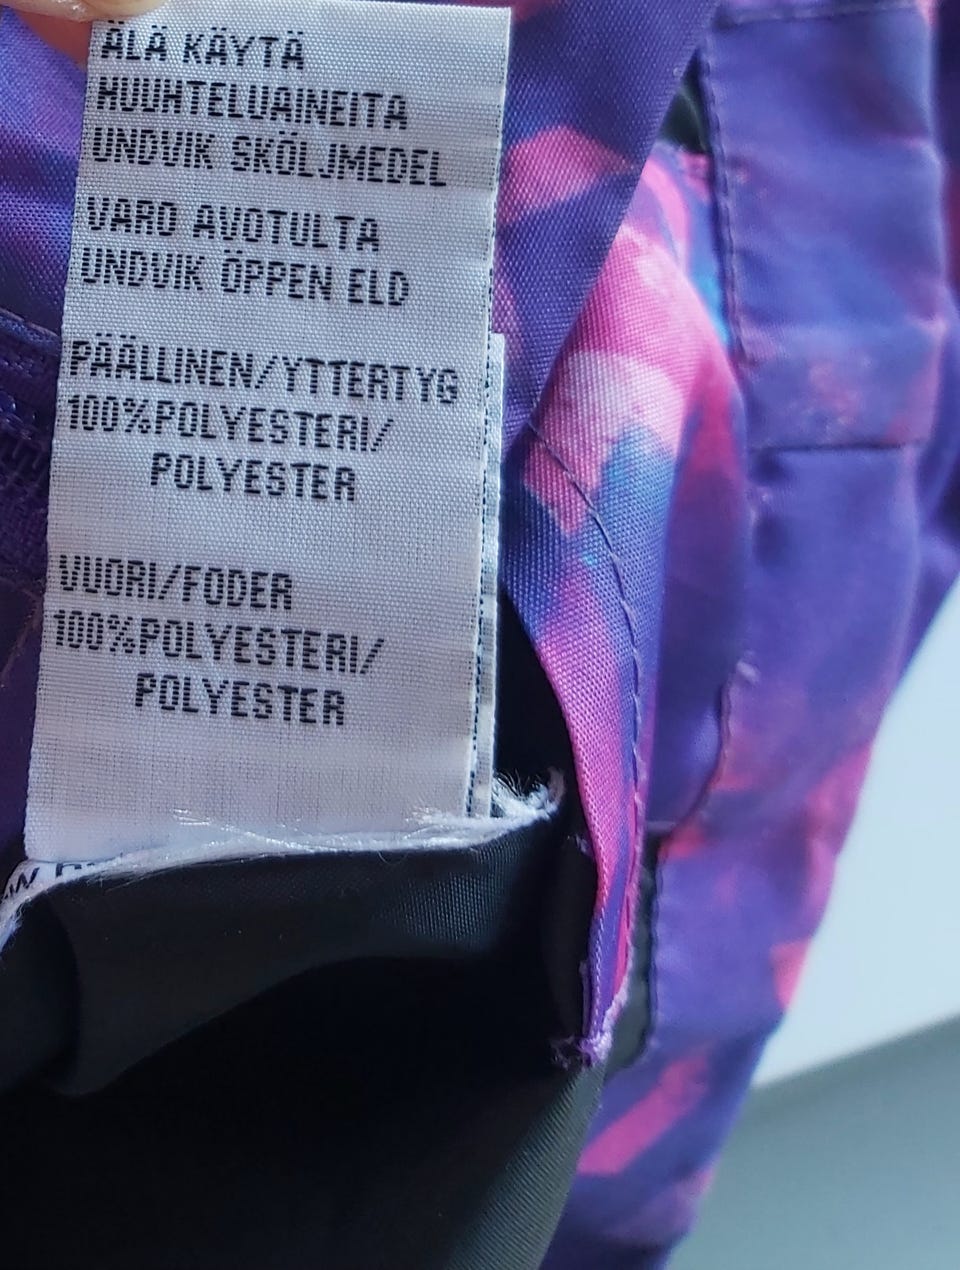 ÄLÄ KÄYTÄ
HUUHTELUAINEITA
UNDVIK SKÖLJMEDEL
VARO AVOTULTA
UNDVIK ÖPPEN ELD
PÄÄLLINEN/YTTERTYG
100%POLYESTERI/
POLYESTER
VUORI/FODER
100%POLYESTERI/
POLYESTER